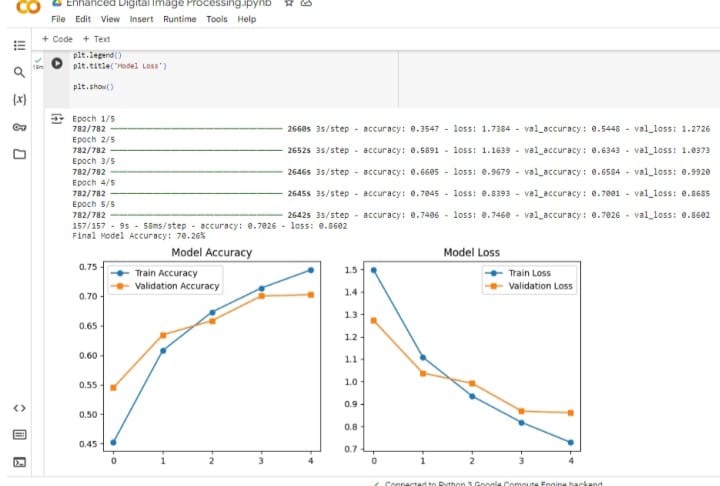 Enhanced Digital Image Processing.ipynb
File Edit View Insert Runtime Tools Help
+ Code + Text
plt.legend()
plt.title('Model Loss')
plt.show()
Epoch 1/5
782/782 2660s 3s/step - accuracy: 0.3547 - loss: 1.7384 - val_accuracy: 0.5448 - val_loss: 1.2726
Epoch 2/5
782/782 2652s 3s/step - accuracy: 0.5891 - loss: 1.1639 - val_accuracy: 0.6343 - val_loss: 1.0373
Epoch 3/5
782/782 2646s 3s/step - accuracy: 0.6605 - loss: 0.9679 - val_accuracy: 0.6584 - val_loss: 0.9920
Epoch 4/5
782/782 2645s 3s/step - accuracy: 0.7045 - loss: 0.8393 - val_accuracy: 0.7001 - val_loss: 0.8685
Epoch 5/5
782/782 2642s 3s/step - accuracy: 0.7406 - loss: 0.7460 - val_accuracy: 0.7026 - val_loss: 0.8602
157/157 - 9s - 58ms/step - accuracy: 0.7026 - loss: 0.8602
Final Model Accuracy: 70.26%
Model Accuracy
Train Accuracy
Validation Accuracy
0.75
0.70
0.65
0.60
0.55
0.50
0.45
0 1 2 3 4
Model Loss
Train Loss
Validation Loss
1.5
1.4
1.3
1.2
1.1
1.0
0.9
0.8
0.7
0 1 2 3 4
Connected to Python 3 Google Compute Engine backend